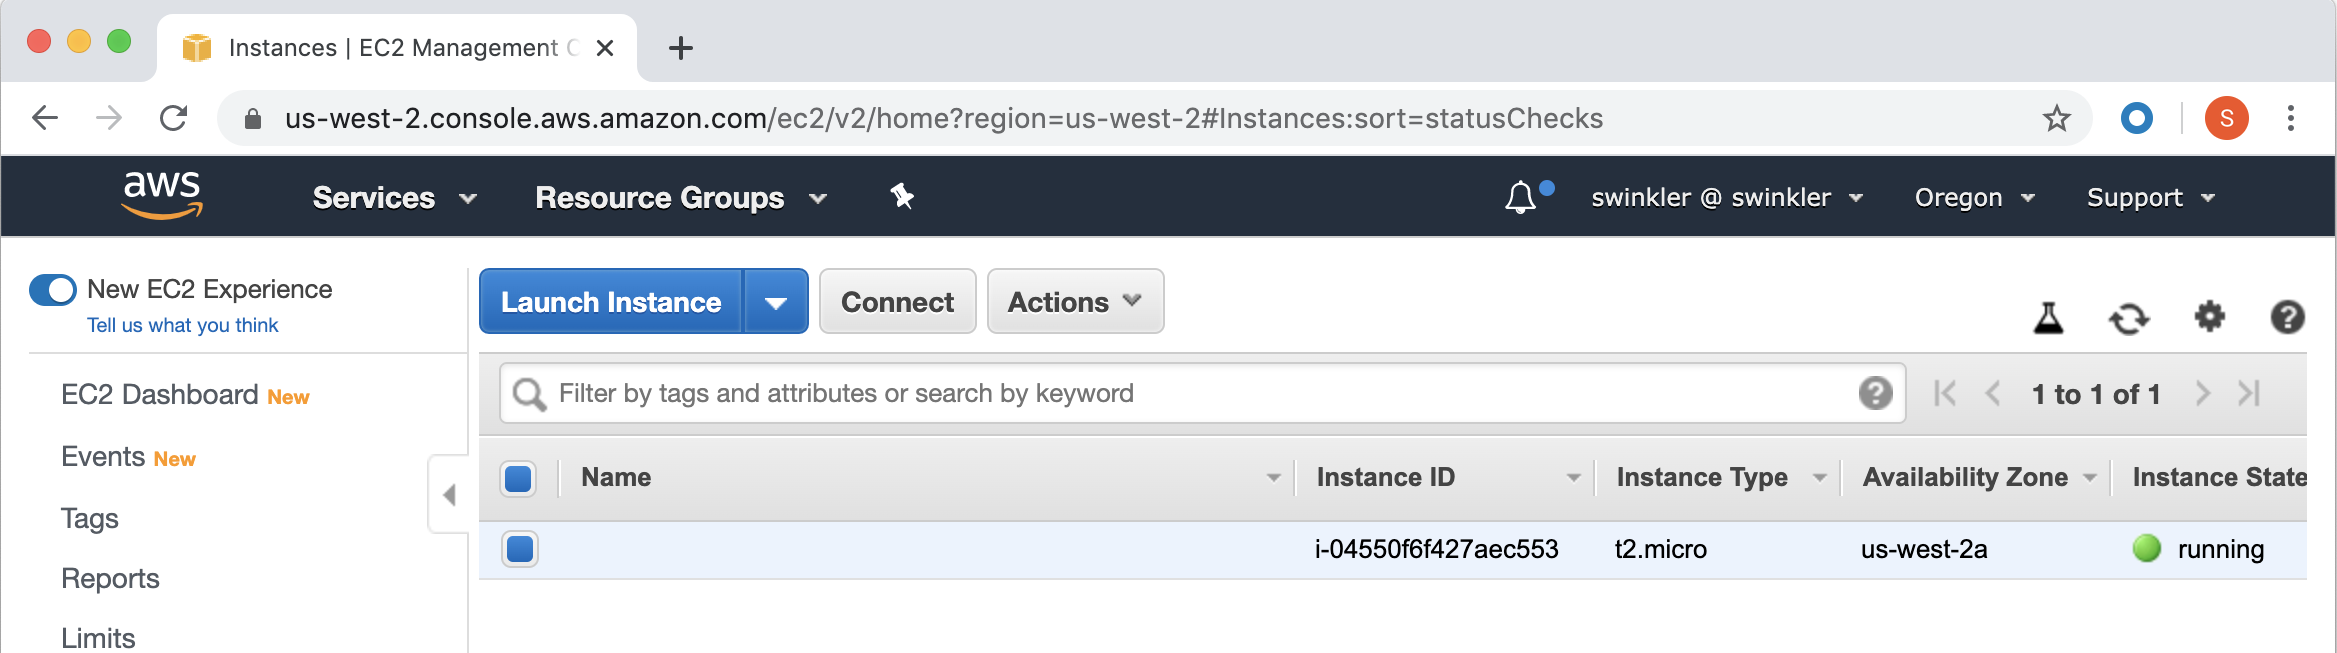 Instances | EC2 Management C
us-west-2.console.aws.amazon.com/ec2/v2/home?region=us-west-2#Instances:sort=statusChecks
S
aws Services Resource Groups swinkler @ swinkler Oregon Support
New EC2 Experience
Tell us what you think
Launch Instance Connect Actions
Filter by tags and attributes or search by keyword
1 to 1 of 1
EC2 Dashboard New
Events New
Tags
Reports
Limits
Name Instance ID Instance Type Availability Zone Instance State
i-04550f6f427aec553 t2.micro us-west-2a running